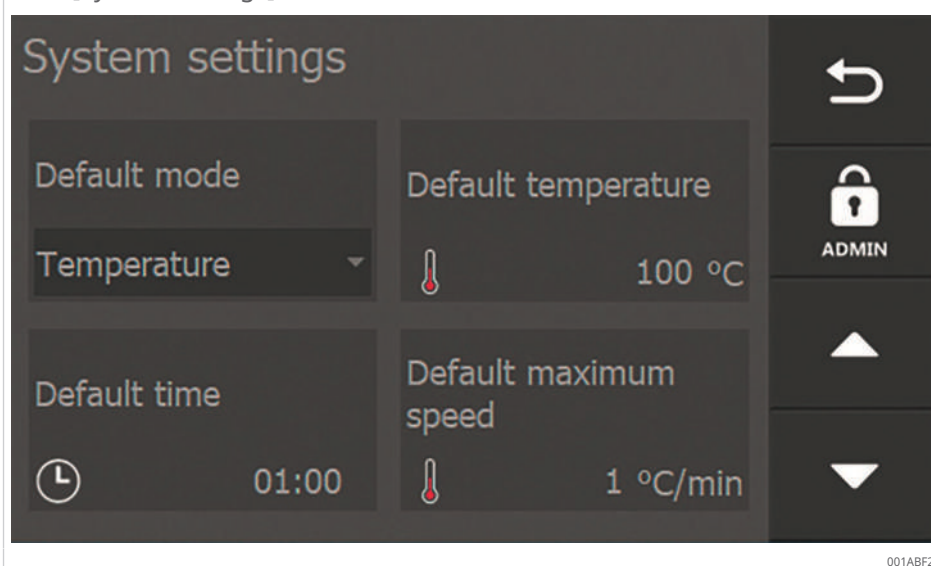 System settings
Default mode
Temperature
Default temperature
100 °C
Default time
01:00
Default maximum
speed
1 °C/min
ADMIN
001ABF2